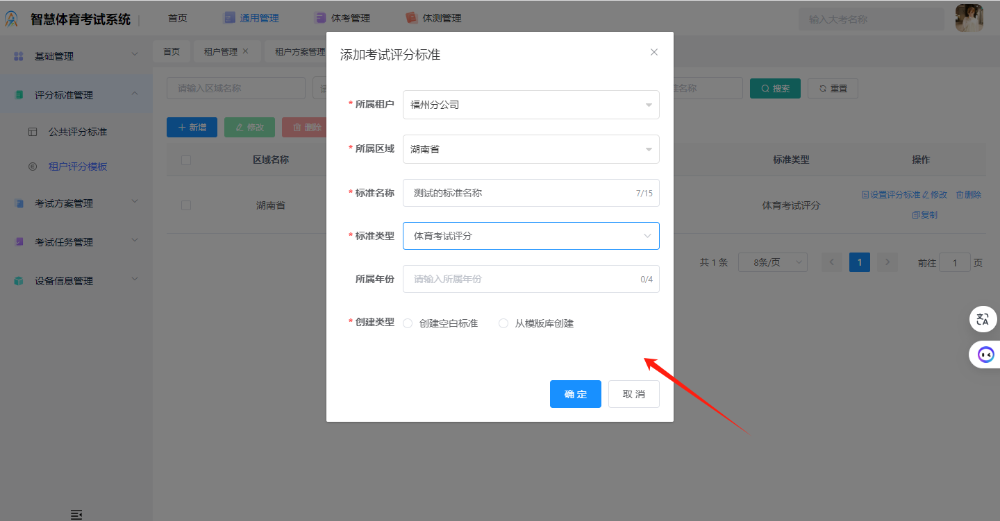 智慧体育考试系统
首页
通用管理
体考管理
体测管理
输入大考名称
基础管理
评分标准管理
公共评分标准
租户评分模板
考试方案管理
考试任务管理
设备信息管理
首页
租户管理
租户方案管理
请输入区域名称
搜索
重置
新增
修改
删除
区域名称
标准类型
操作
湖南省
体育考试评分
设置评分标准 修改 删除
复制
共 1 条
8条/页
1
前往 1 页
添加考试评分标准
* 所属租户 福州分公司
* 所属区域 湖南省
* 标准名称 测试的标准名称 7/15
* 标准类型 体育考试评分
所属年份 请输入所属年份 0/4
* 创建类型 创建空白标准 从模版库创建
确 定
取 消